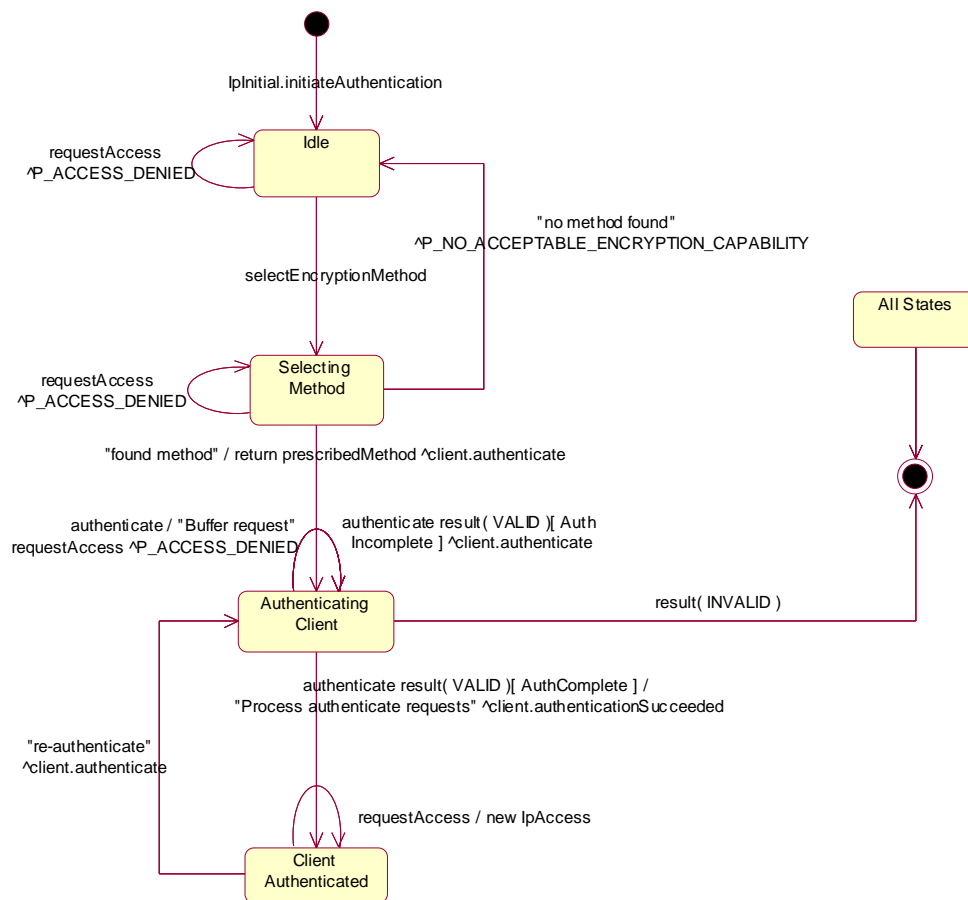 IpInitial.initiateAuthentication
Idle
requestAccess
^P_ACCESS_DENIED
"no method found"
^P_NO_ACCEPTABLE_ENCRYPTION_CAPABILITY
selectEncryptionMethod
All States
Selecting
Method
requestAccess
^P_ACCESS_DENIED
"found method" / return prescribedMethod ^client.authenticate
authenticate / "Buffer request"
requestAccess ^P_ACCESS_DENIED
authenticate result( VALID )[ Auth
Incomplete ] ^client.authenticate
Authenticating
Client
result( INVALID )
authenticate result( VALID )[ AuthComplete ] /
"Process authenticate requests" ^client.authenticationSucceeded
"re-authenticate"
^client.authenticate
requestAccess / new IpAccess
Client
Authenticated